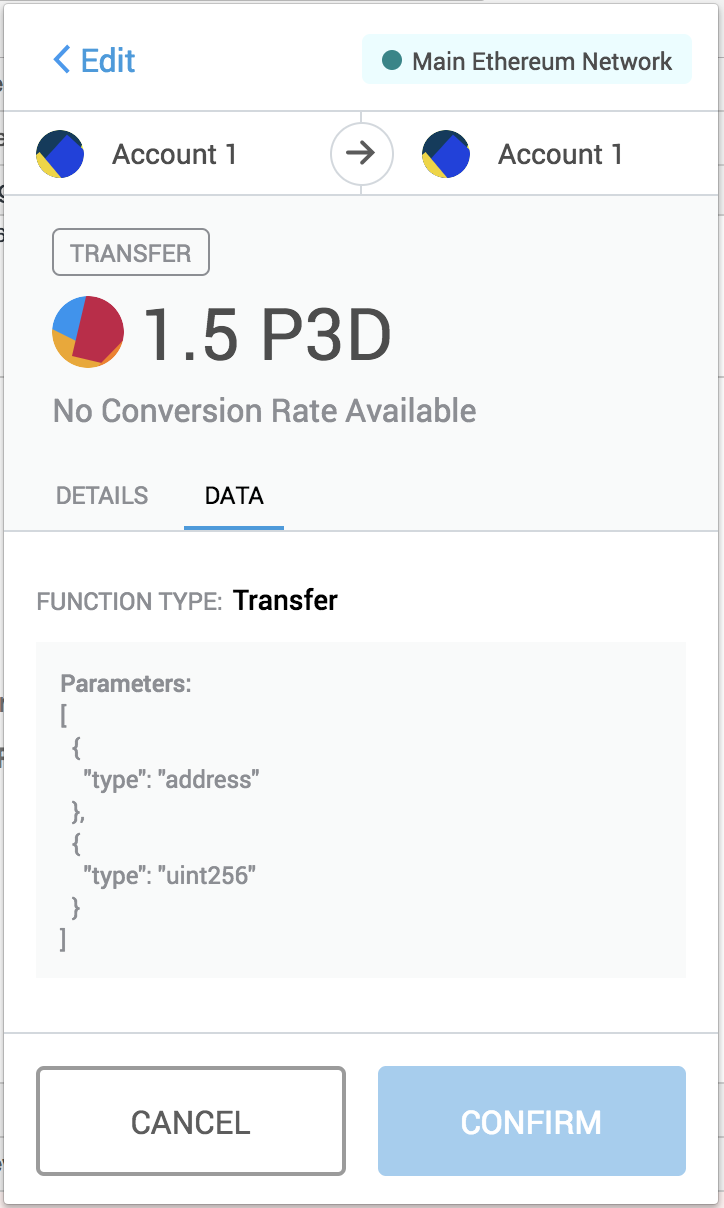 Edit
Main Ethereum Network
Account 1
Account 1
TRANSFER
1.5 P3D
No Conversion Rate Available
DETAILS
DATA
FUNCTION TYPE: Transfer
Parameters:
[
{
"type": "address"
},
{
"type": "uint256"
}
]
CANCEL
CONFIRM